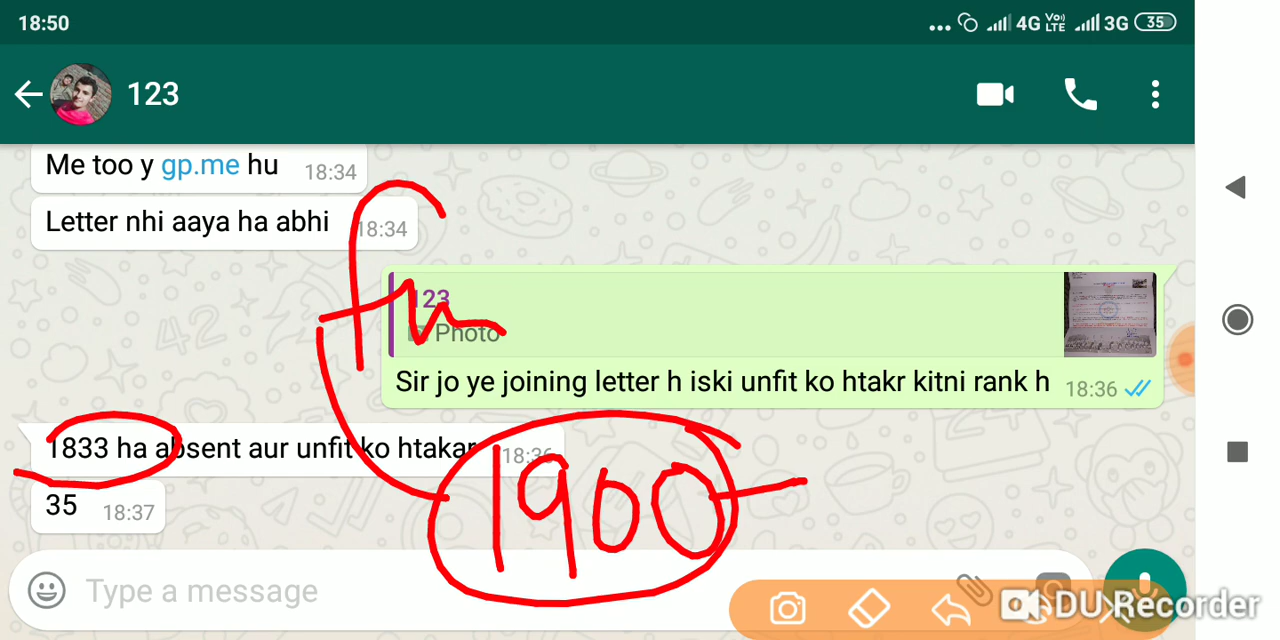 18:50
4G Vo) LTE 3G 35
123
Me too y gp.me hu 18:34
Letter nhi aaya ha abhi 18:34
123
Photo
Sir jo ye joining letter h iski unfit ko htakr kitni rank h 18:36
1833 ha absent aur unfit ko htakar 18:36
35 18:37
1900
Type a message
DU Recorder